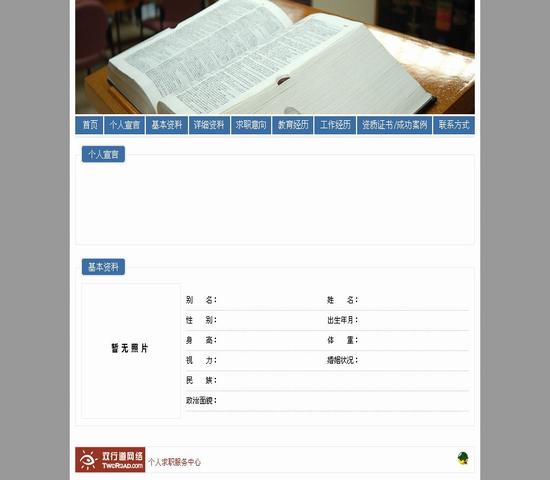 首页 个人宣言 基本资料 详细资料 求职意向 教育经历 工作经历 资质证书/成功案例 联系方式
个人宣言
基本资料
暂无照片
别 名： 姓 名：
性 别： 出生年月：
身 高： 体 重：
视 力： 婚姻状况：
民 族：
政治面貌：
双行道网络
TwoRoad.com 个人求职服务中心